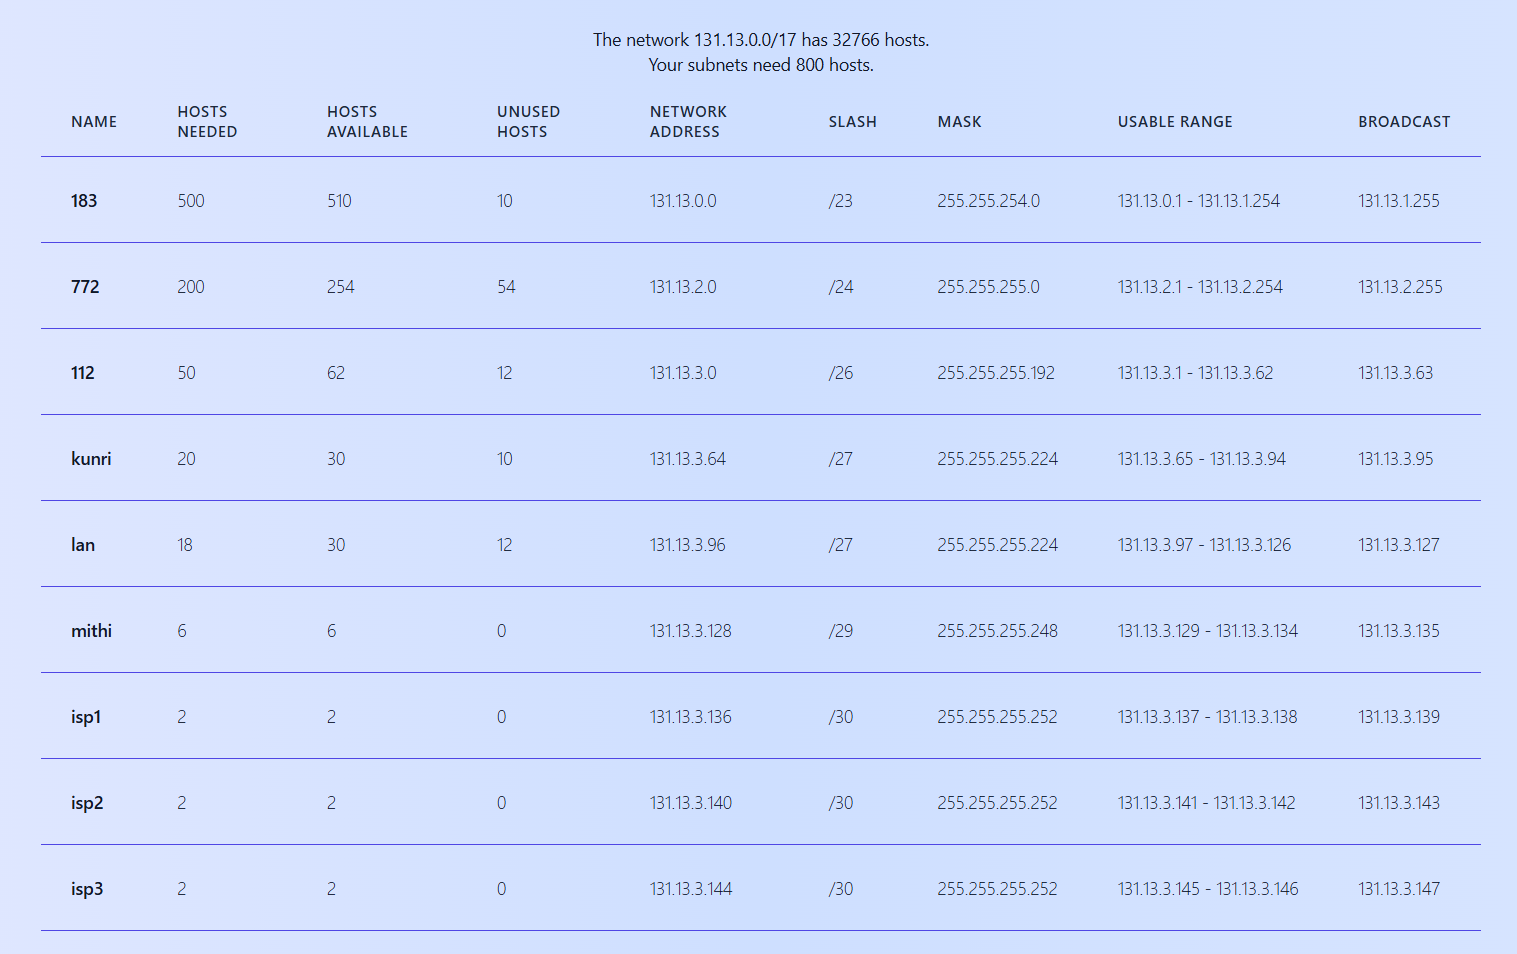 The network 131.13.0.0/17 has 32766 hosts.
Your subnets need 800 hosts.
NAME HOSTS NEEDED HOSTS AVAILABLE UNUSED HOSTS NETWORK ADDRESS SLASH MASK USABLE RANGE BROADCAST
183 500 510 10 131.13.0.0 /23 255.255.254.0 131.13.0.1 - 131.13.1.254 131.13.1.255
772 200 254 54 131.13.2.0 /24 255.255.255.0 131.13.2.1 - 131.13.2.254 131.13.2.255
112 50 62 12 131.13.3.0 /26 255.255.255.192 131.13.3.1 - 131.13.3.62 131.13.3.63
kunri 20 30 10 131.13.3.64 /27 255.255.255.224 131.13.3.65 - 131.13.3.94 131.13.3.95
lan 18 30 12 131.13.3.96 /27 255.255.255.224 131.13.3.97 - 131.13.3.126 131.13.3.127
mithi 6 6 0 131.13.3.128 /29 255.255.255.248 131.13.3.129 - 131.13.3.134 131.13.3.135
isp1 2 2 0 131.13.3.136 /30 255.255.255.252 131.13.3.137 - 131.13.3.138 131.13.3.139
isp2 2 2 0 131.13.3.140 /30 255.255.255.252 131.13.3.141 - 131.13.3.142 131.13.3.143
isp3 2 2 0 131.13.3.144 /30 255.255.255.252 131.13.3.145 - 131.13.3.146 131.13.3.147